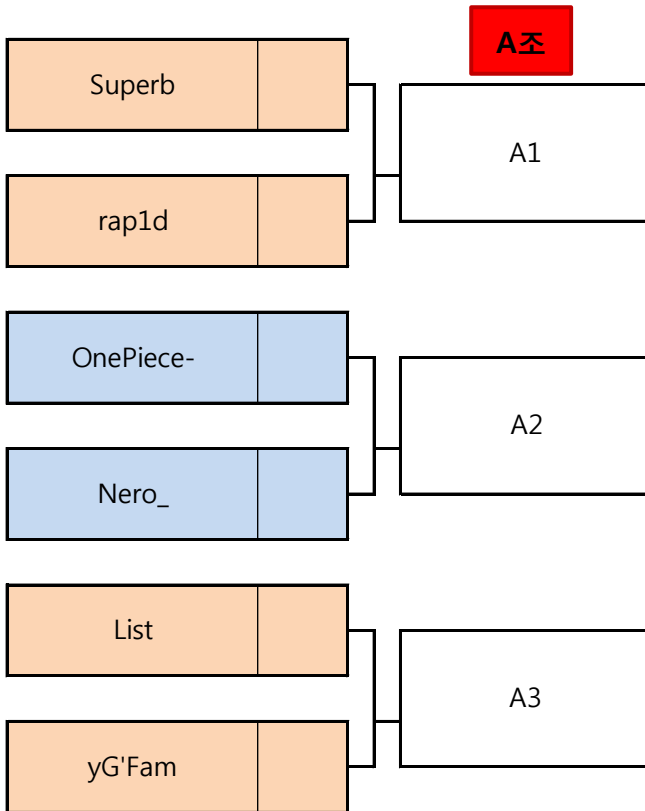 A조
Superb
A1
rap1d
OnePiece-
A2
Nero_
List
A3
yG'Fam